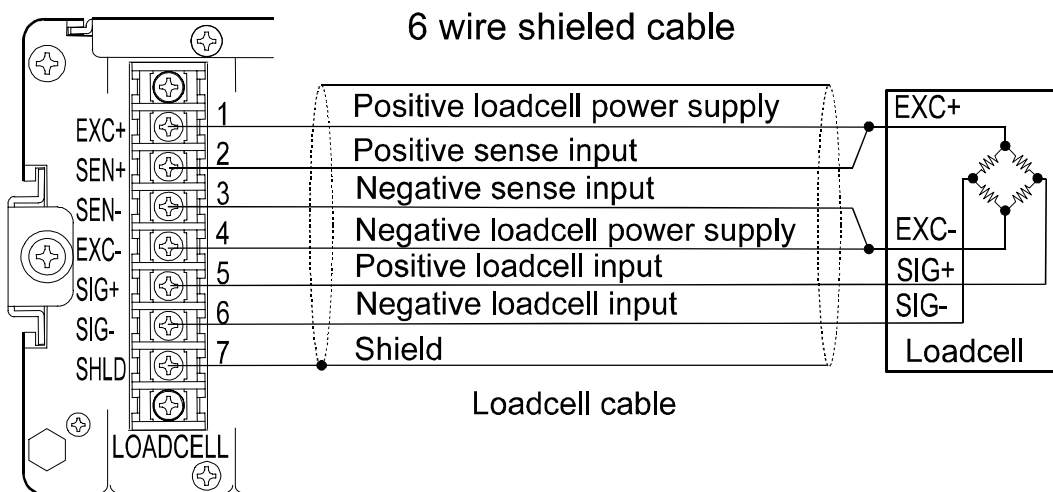 6 wire shielded cable
EXC+ 1 Positive loadcell power supply EXC+
SEN+ 2 Positive sense input
SEN- 3 Negative sense input
EXC- 4 Negative loadcell power supply EXC-
SIG+ 5 Positive loadcell input SIG+
SIG- 6 Negative loadcell input SIG-
SHLD 7 Shield Loadcell
Loadcell cable
LOADCELL